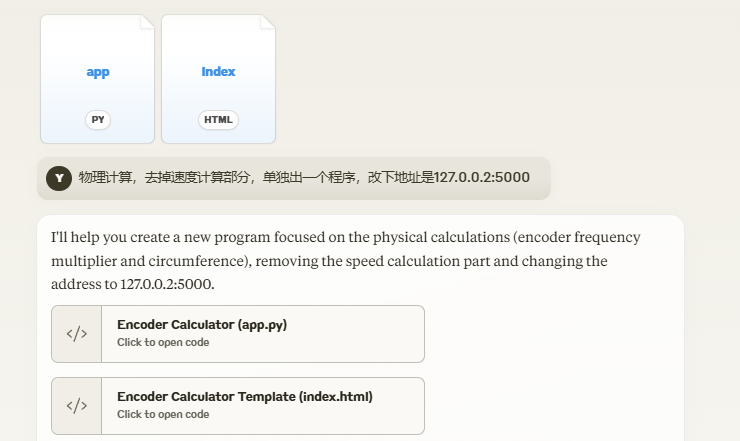 app
Index
PY
HTML
Y
物理计算，去掉速度计算部分，单独出一个程序，改下地址是127.0.0.2:5000
I'll help you create a new program focused on the physical calculations (encoder frequency
multiplier and circumference), removing the speed calculation part and changing the
address to 127.0.0.2:5000.
</>
Encoder Calculator (app.py)
Click to open code
</>
Encoder Calculator Template (index.html)
Click to open code